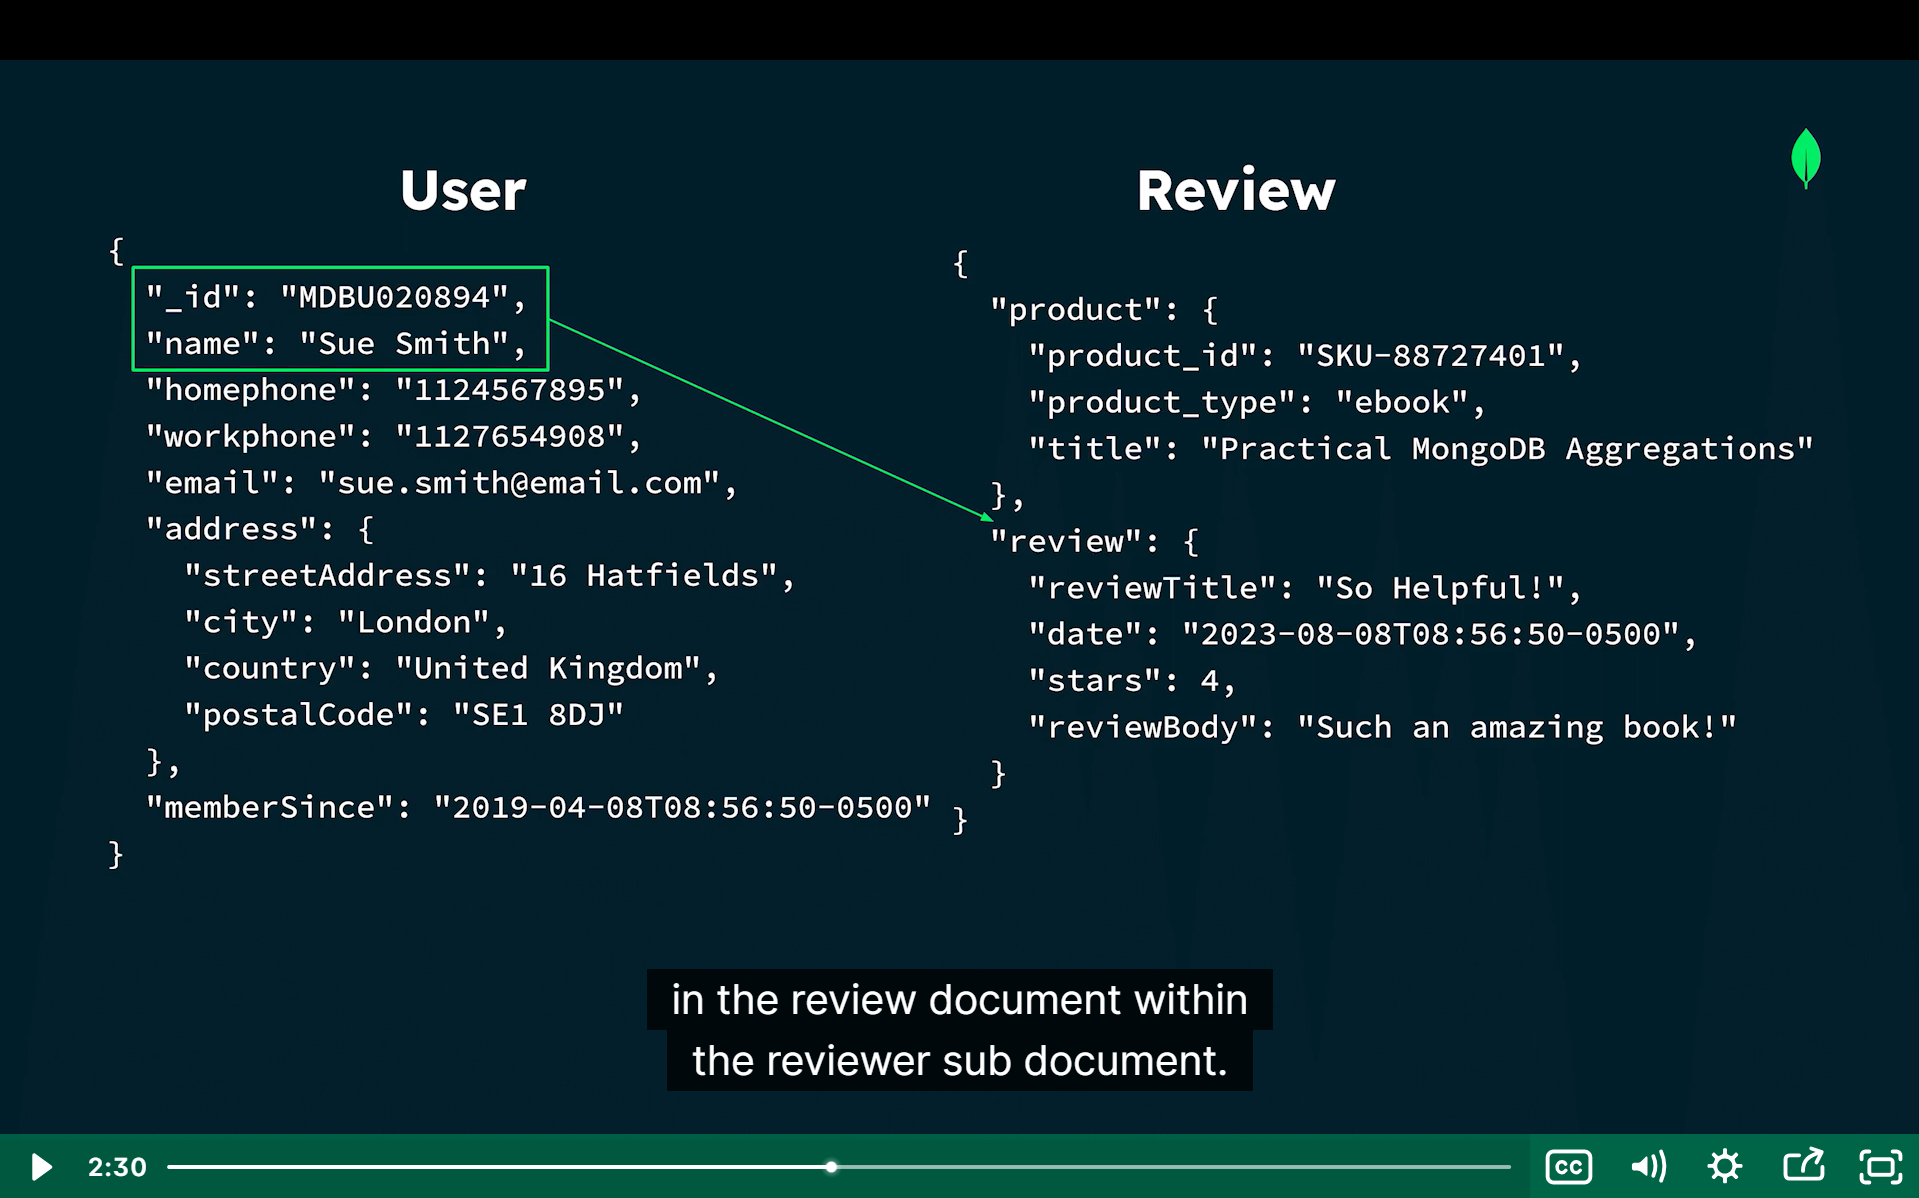 User
{
"_id": "MDBU020894",
"name": "Sue Smith",
"homephone": "1124567895",
"workphone": "1127654908",
"email": "sue.smith@email.com",
"address": {
"streetAddress": "16 Hatfields",
"city": "London",
"country": "United Kingdom",
"postalCode": "SE1 8DJ"
},
"memberSince": "2019-04-08T08:56:50-0500"
}
Review
{
"product": {
"product_id": "SKU-88727401",
"product_type": "ebook",
"title": "Practical MongoDB Aggregations"
},
"review": {
"reviewTitle": "So Helpful!",
"date": "2023-08-08T08:56:50-0500",
"stars": 4,
"reviewBody": "Such an amazing book!"
}
}
in the review document within
the reviewer sub document.
2:30
CC